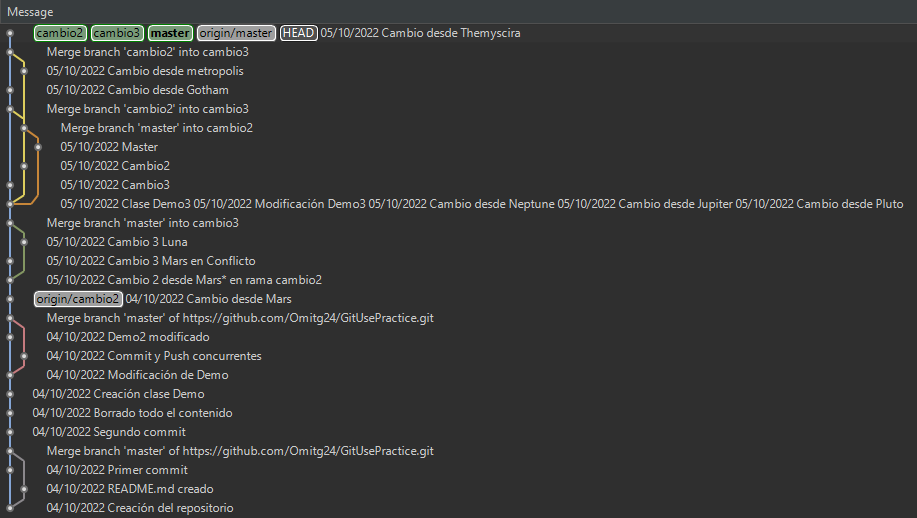 Message
cambio2 cambio3 master origin/master HEAD 05/10/2022 Cambio desde Themyscira
Merge branch 'cambio2' into cambio3
05/10/2022 Cambio desde metropolis
05/10/2022 Cambio desde Gotham
Merge branch 'cambio2' into cambio3
Merge branch 'master' into cambio2
05/10/2022 Master
05/10/2022 Cambio2
05/10/2022 Cambio3
05/10/2022 Clase Demo3 05/10/2022 Modificación Demo3 05/10/2022 Cambio desde Neptune 05/10/2022 Cambio desde Jupiter 05/10/2022 Cambio desde Pluto
Merge branch 'master' into cambio3
05/10/2022 Cambio 3 Luna
05/10/2022 Cambio 3 Mars en Conflicto
05/10/2022 Cambio 2 desde Mars* en rama cambio2
origin/cambio2 04/10/2022 Cambio desde Mars
Merge branch 'master' of https://github.com/Omitg24/GitUsePractice.git
04/10/2022 Demo2 modificado
04/10/2022 Commit y Push concurrentes
04/10/2022 Modificación de Demo
04/10/2022 Creación clase Demo
04/10/2022 Borrado todo el contenido
04/10/2022 Segundo commit
Merge branch 'master' of https://github.com/Omitg24/GitUsePractice.git
04/10/2022 Primer commit
04/10/2022 README.md creado
04/10/2022 Creación del repositorio